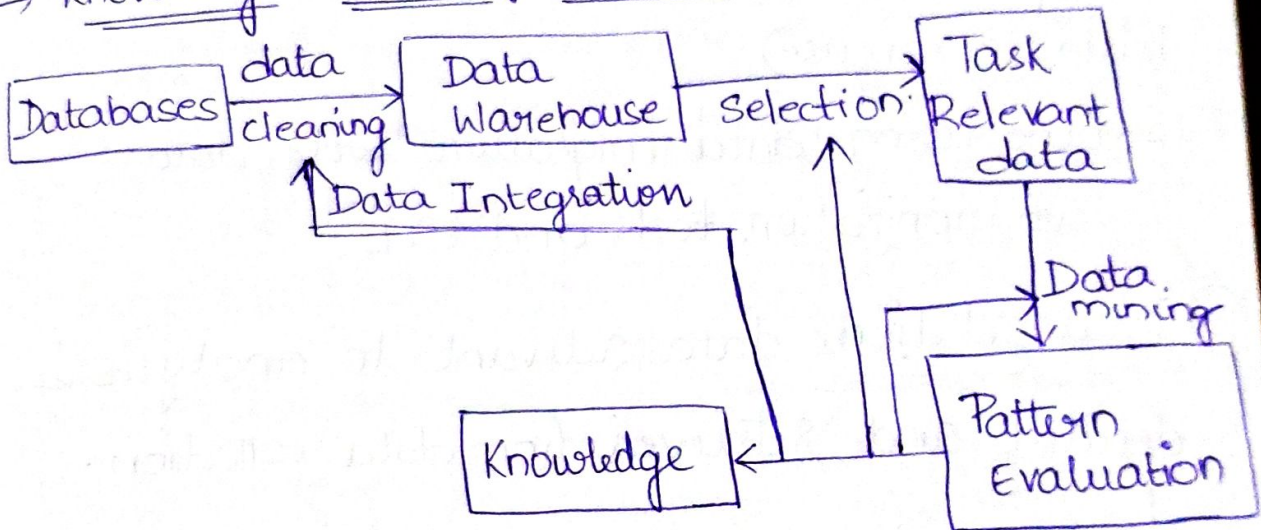 data
Databases
cleaning
Data
Warehouse
Selection
Task
Relevant
data
Data Integration
Data
mining
Pattern
Evaluation
Knowledge